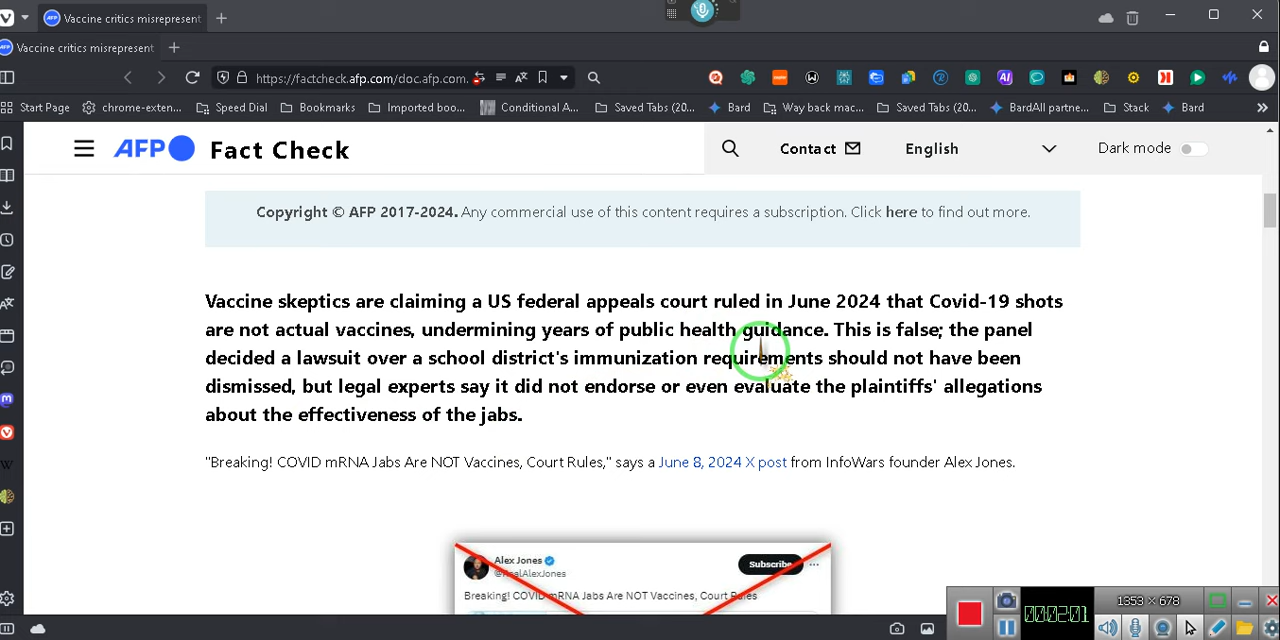 Vaccine critics misrepresent
Vaccine critics misrepresent
https://factcheck.afp.com/doc.afp.com.
Start Page
chrome-exten...
Speed Dial
Bookmarks
Imported boo...
Conditional A...
Saved Tabs (20...
Bard
Way back mac...
Saved Tabs (20...
BardAll partne...
Stack
Bard
AFP Fact Check
Contact
English
Dark mode
Copyright © AFP 2017-2024. Any commercial use of this content requires a subscription. Click here to find out more.
Vaccine skeptics are claiming a US federal appeals court ruled in June 2024 that Covid-19 shots
are not actual vaccines, undermining years of public health guidance. This is false; the panel
decided a lawsuit over a school district's immunization requirements should not have been
dismissed, but legal experts say it did not endorse or even evaluate the plaintiffs' allegations
about the effectiveness of the jabs.
"Breaking! COVID mRNA Jabs Are NOT Vaccines, Court Rules," says a June 8, 2024 X post from InfoWars founder Alex Jones.
Alex Jones
@RealAlexJones
Subscribe
Breaking! COVID mRNA Jabs Are NOT Vaccines, Court Rules
1353 × 678
00:02:01